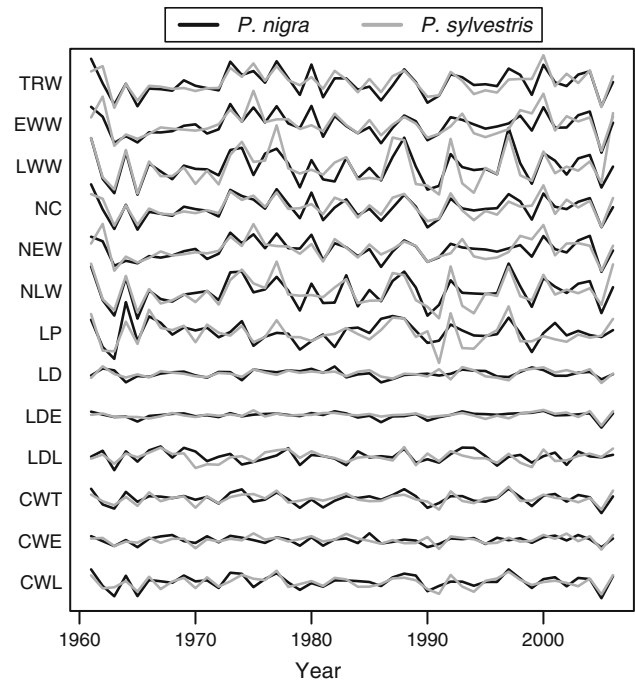 P. nigra P. sylvestris
TRW
EWW
LWW
NC
NEW
NLW
LP
LD
LDE
LDL
CWT
CWE
CWL
1960 1970 1980 1990 2000
Year